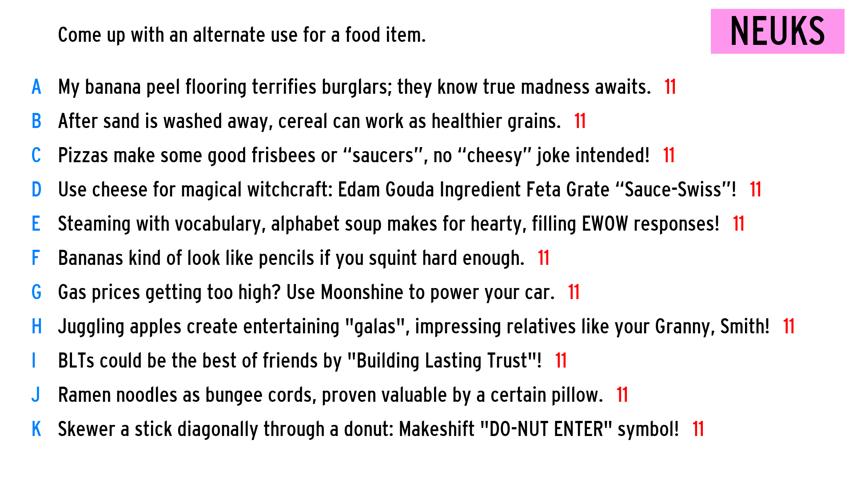 Come up with an alternate use for a food item.
NEUKS
A My banana peel flooring terrifies burglars; they know true madness awaits. 11
B After sand is washed away, cereal can work as healthier grains. 11
C Pizzas make some good frisbees or “saucers”, no “cheesy” joke intended! 11
D Use cheese for magical witchcraft: Edam Gouda Ingredient Feta Grate “Sauce-Swiss”! 11
E Steaming with vocabulary, alphabet soup makes for hearty, filling EWOW responses! 11
F Bananas kind of look like pencils if you squint hard enough. 11
G Gas prices getting too high? Use Moonshine to power your car. 11
H Juggling apples create entertaining "galas", impressing relatives like your Granny, Smith! 11
I BLTs could be the best of friends by "Building Lasting Trust"! 11
J Ramen noodles as bungee cords, proven valuable by a certain pillow. 11
K Skewer a stick diagonally through a donut: Makeshift "DO-NUT ENTER" symbol! 11